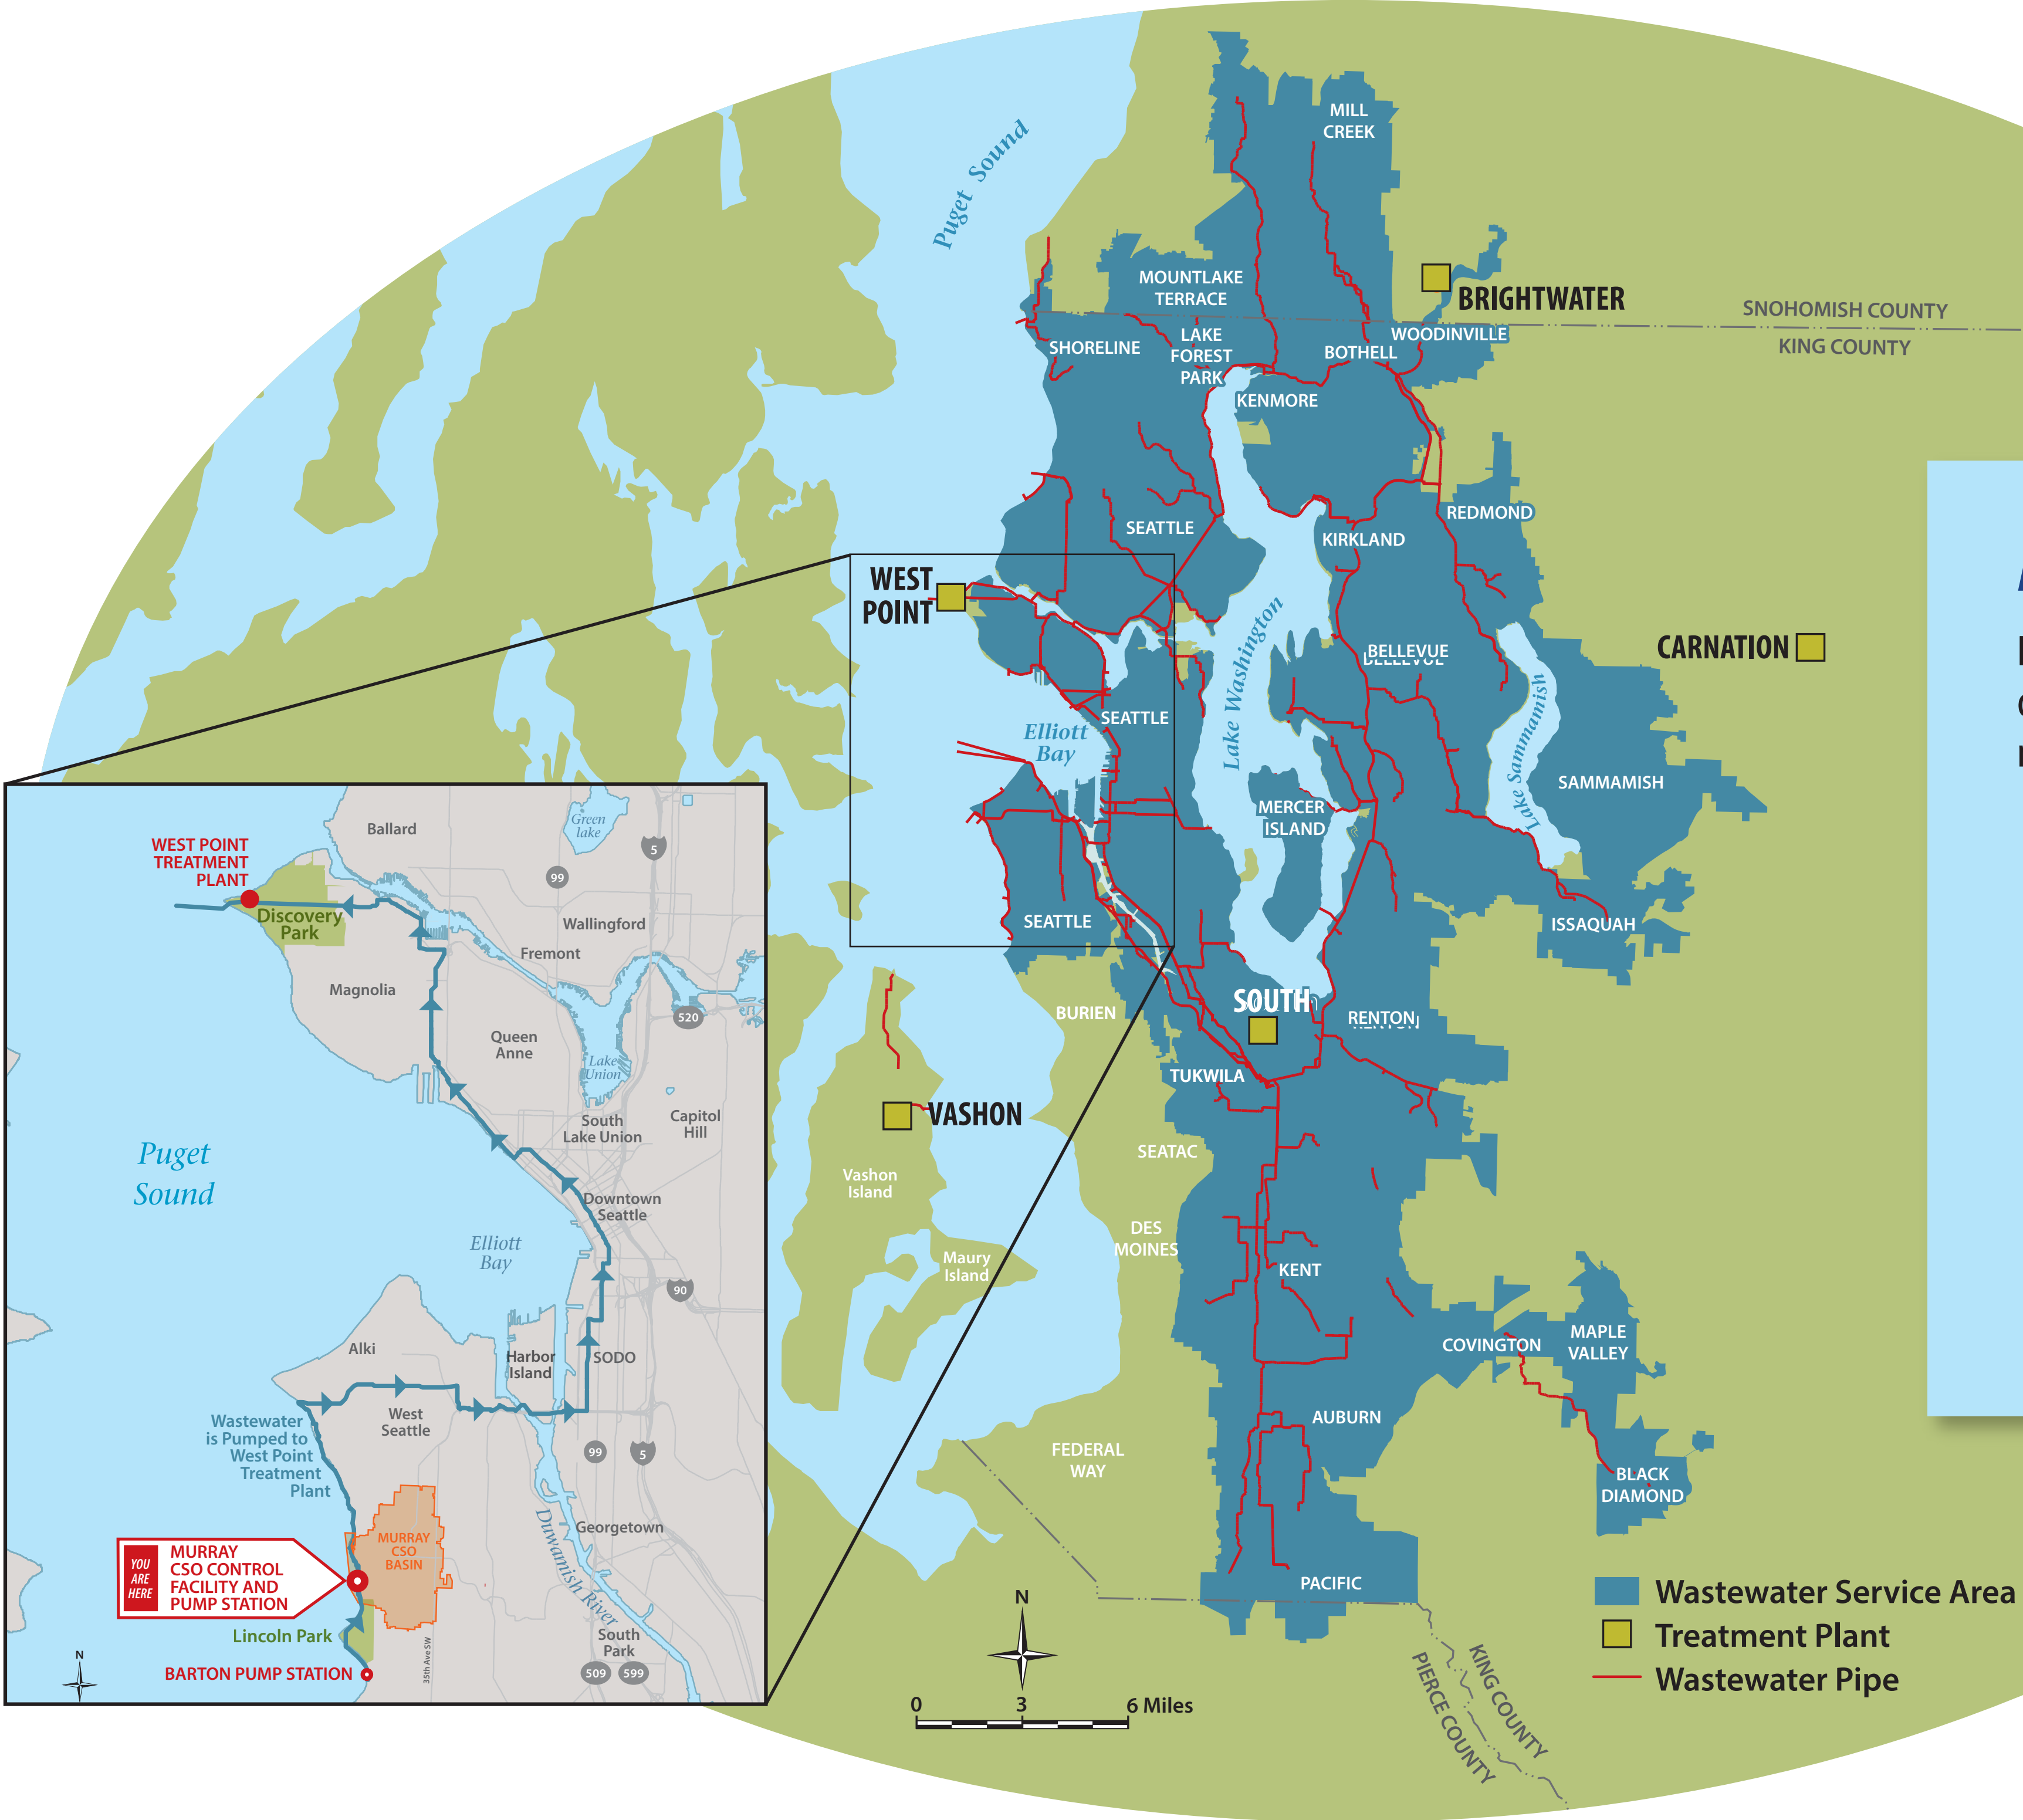 Puget Sound
MILL
CREEK
MOUNTLAKE
TERRACE
BRIGHTWATER
SNOHOMISH COUNTY
KING COUNTY
SHORELINE
LAKE
FOREST
PARK
BOTHELL
WOODINVILLE
KENMORE
SEATTLE
REDMOND
KIRKLAND
WEST
POINT
Lake Washington
BELLEVUE
BELLEVUE
CARNATION
Lake Sammamish
SEATTLE
Elliott
Bay
SAMMAMISH
MERCER
ISLAND
SEATTLE
ISSAQUAH
BURIEN
SOUTH
RENTON
RENTON
TUKWILA
VASHON
SEATAC
Vashon
Island
DES
MOINES
Maury
Island
KENT
COVINGTON
MAPLE
VALLEY
AUBURN
FEDERAL
WAY
BLACK
DIAMOND
PACIFIC
Wastewater Service Area
Treatment Plant
Wastewater Pipe
KING COUNTY
PIERCE COUNTY
N
0 3 6 Miles
Ballard
Green
lake
5
WEST POINT
TREATMENT
PLANT
99
Discovery
Park
Wallingford
Fremont
Magnolia
520
Queen
Anne
Lake
Union
South
Lake Union
Capitol
Hill
Puget
Sound
Downtown
Seattle
Elliott
Bay
90
Alki
Harbor
Island
SODO
West
Seattle
Wastewater
is Pumped to
West Point
Treatment
Plant
99
5
Duwamish River
Georgetown
MURRAY
CSO
BASIN
YOU
ARE
HERE
MURRAY
CSO CONTROL
FACILITY AND
PUMP STATION
Lincoln Park
South
Park
BARTON PUMP STATION
35th Ave SW
509
599
N